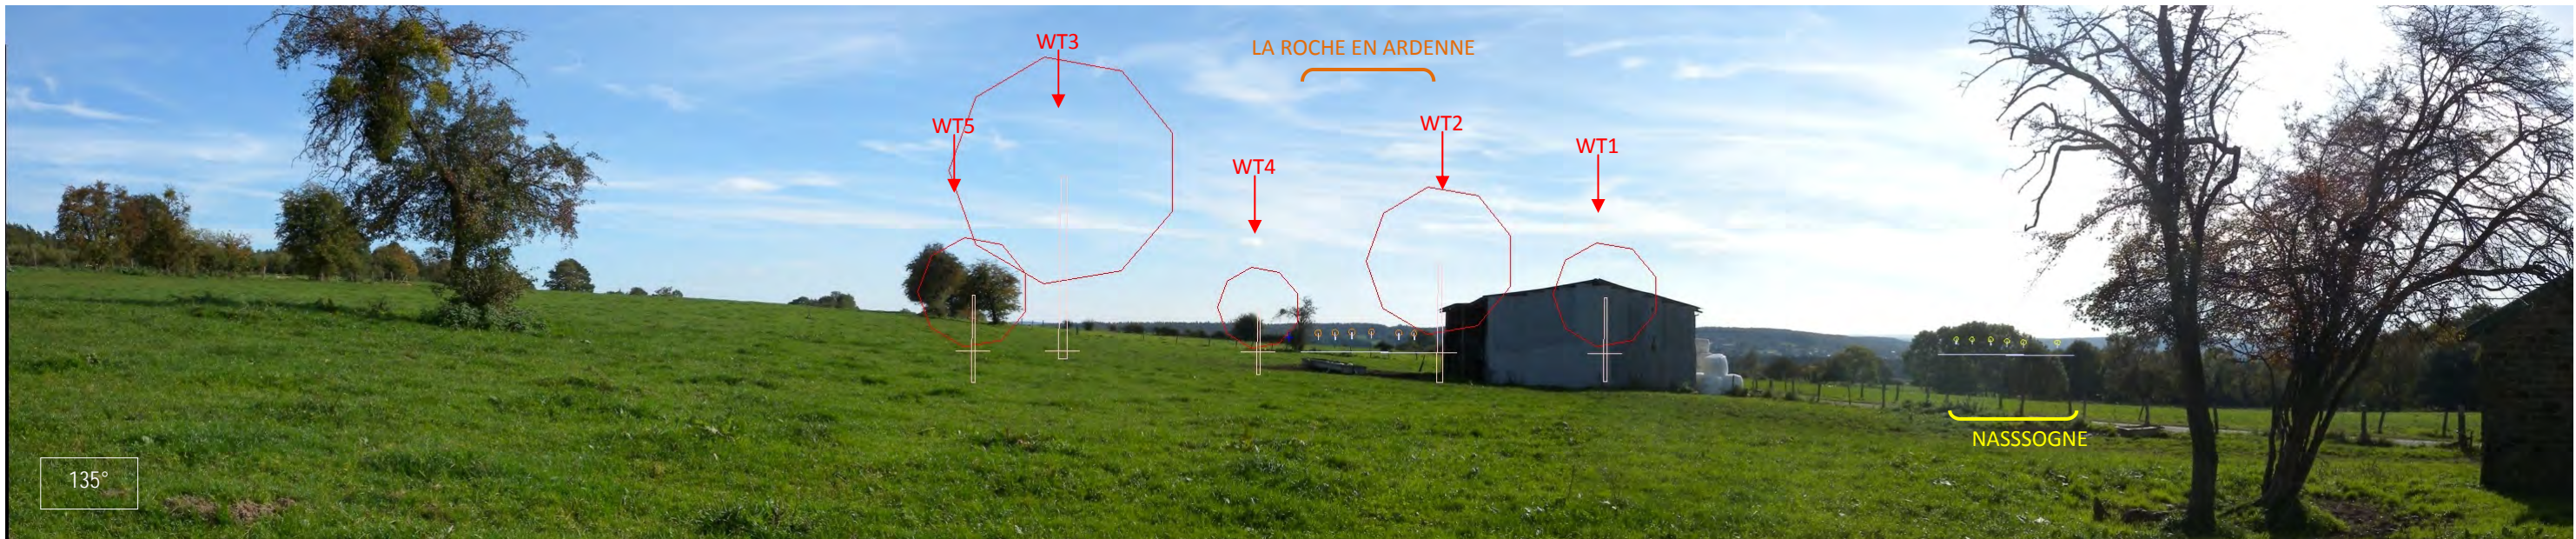 WT3
LA ROCHE EN ARDENNE
WT5
WT2
WT1
WT4
NASSSOGNE
135°